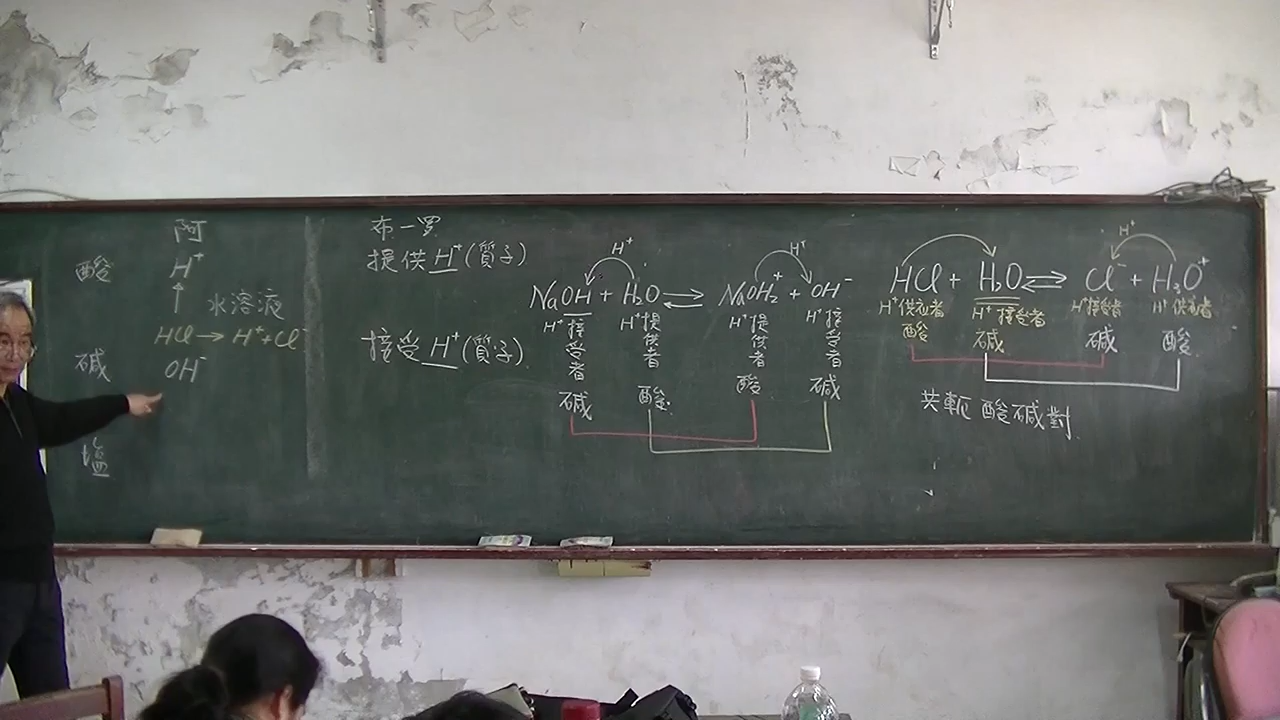 阿
酸 H⁺
水溶液
HCl → H⁺ + Cl⁻
碱 OH⁻
塩
布一罗
提供 H⁺(質子)
接受 H⁺(質子)
H⁺ H⁺
NaOH + H₂O ⇌ NaOH₂⁺ + OH⁻
H⁺接受者 H⁺提供者 H⁺提供者 H⁺接受者
碱 酸 酸 碱
H⁺
HCl + H₂O ⇌ Cl⁻ + H₃O⁺
H⁺供应者 H⁺接受者 H⁺接受者 H⁺供应者
酸 碱 碱 酸
共軛酸碱對